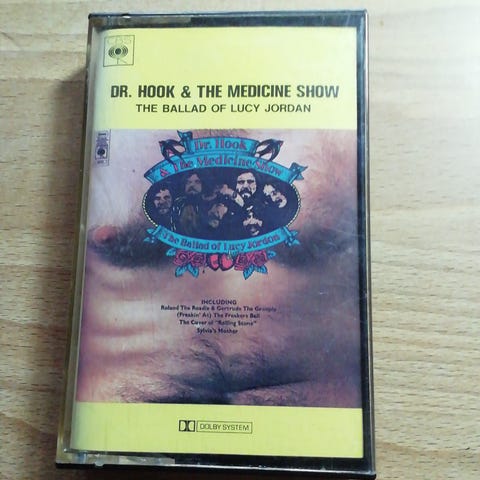 CBS
DR. HOOK & THE MEDICINE SHOW
THE BALLAD OF LUCY JORDAN
Dr. Hook
& The Medicine Show
The Ballad of Lucy Jordon
INCLUDING
Roland The Roadie & Gertrude The Groupie
(Freakin' At) The Freakers Ball
The Cover of "Rolling Stone"
Sylvia's Mother
DOLBY SYSTEM